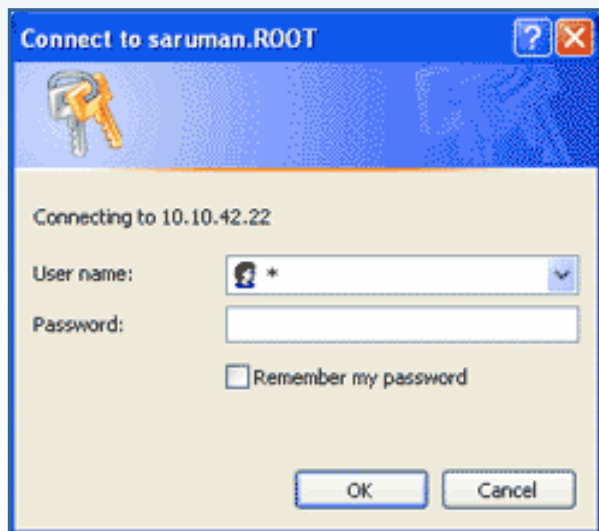 Connect to saruman.ROOT
Connecting to 10.10.42.22
User name: *
Password:
Remember my password
OK Cancel